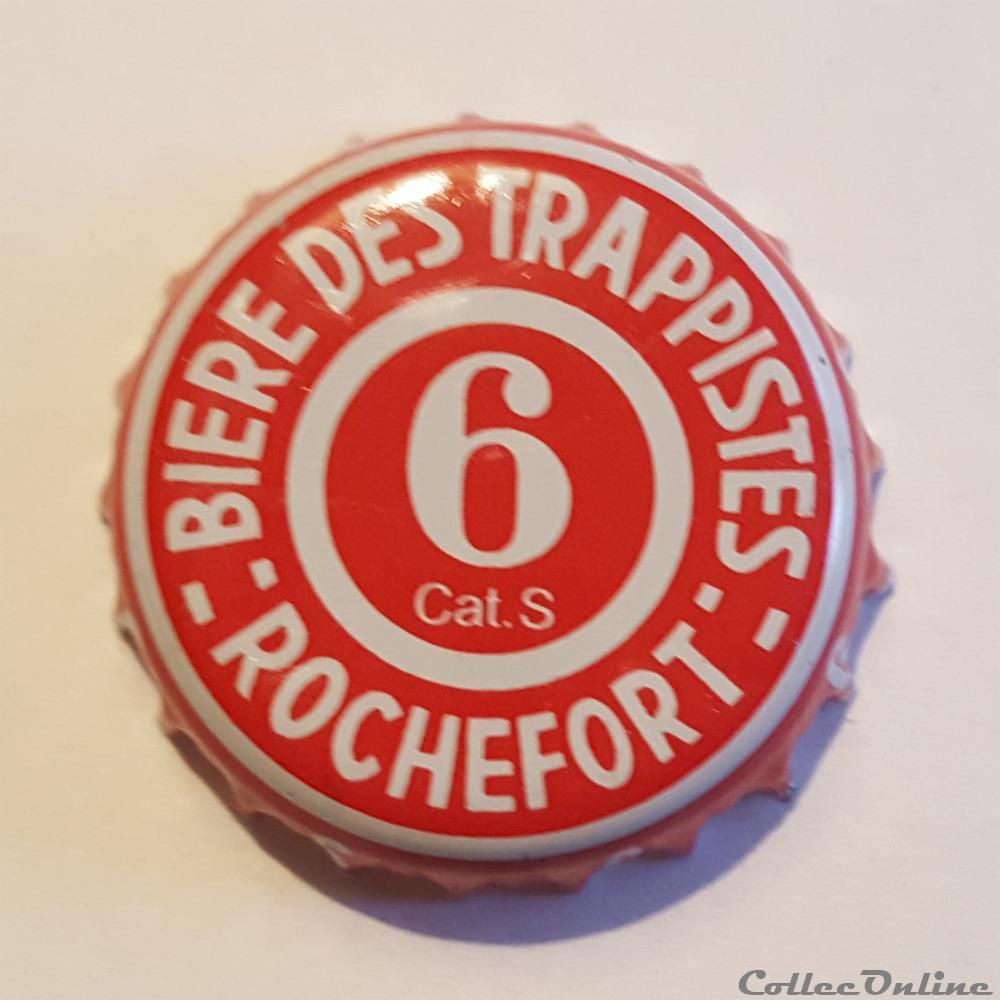 BIERE DES TRAPPISTES
6
Cat. S
ROCHEFORT
CollecOnline